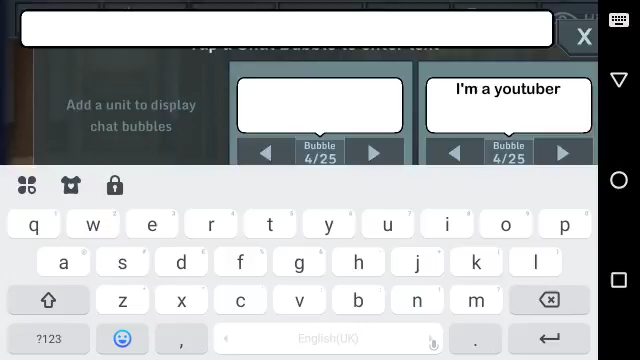 X
Tap a Chat Bubble to enter text
Add a unit to display
chat bubbles
I'm a youtuber
Bubble
4/25
Bubble
4/25
q w e r t y u i o p
a s d f g h j k l
z x c v b n m
?123 , English(UK) .